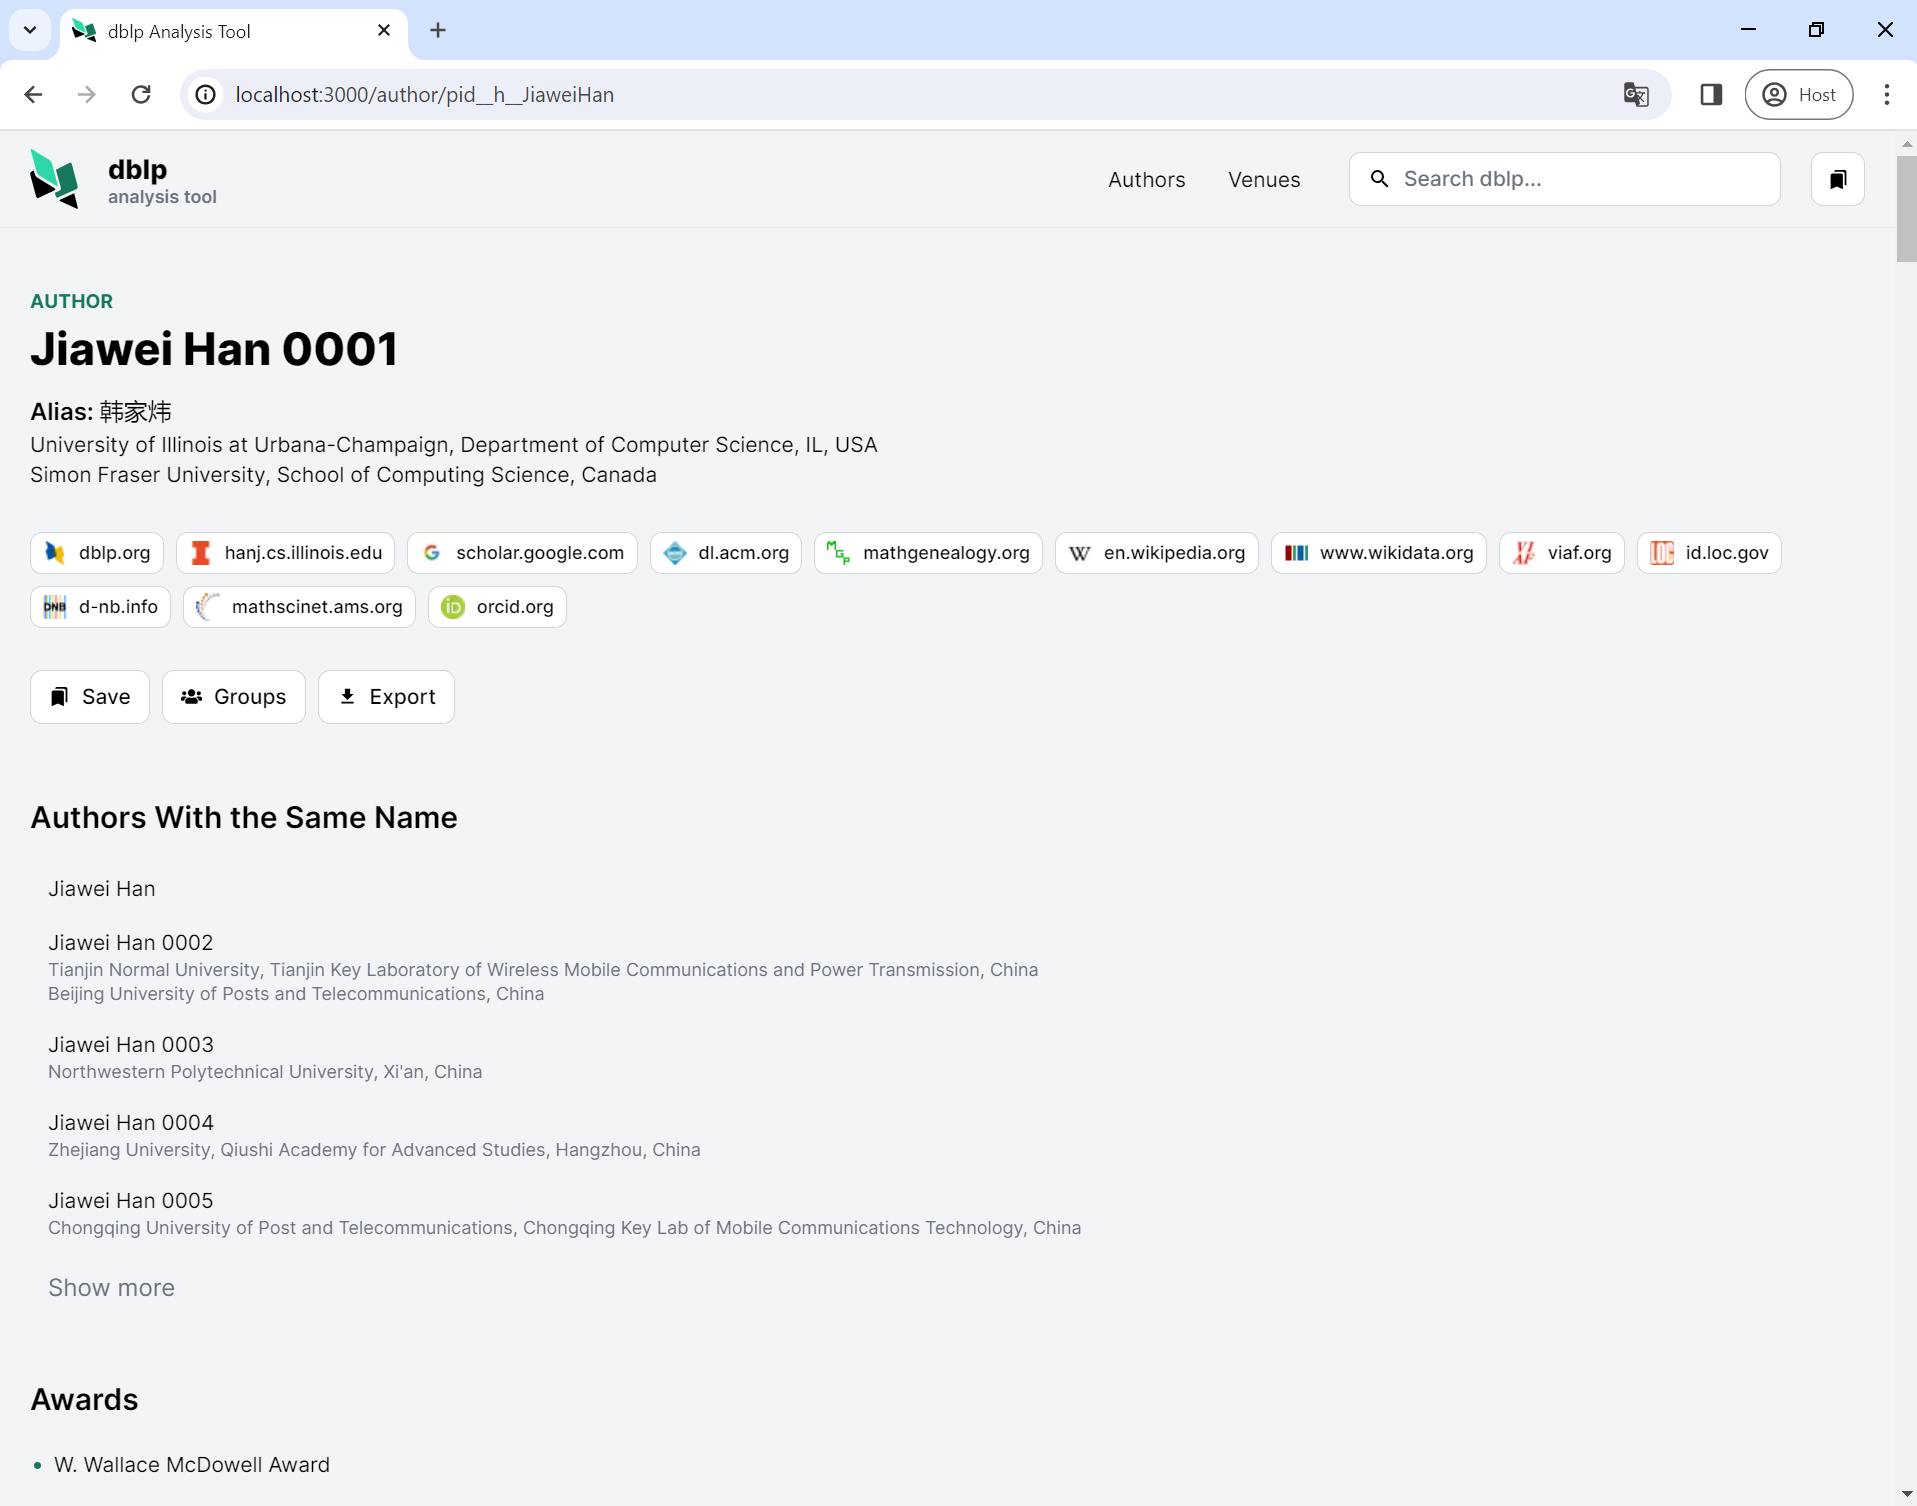 dblp Analysis Tool
localhost:3000/author/pid__h__JiaweiHan
Host
dblp
analysis tool
Authors
Venues
Search dblp...
AUTHOR
Jiawei Han 0001
Alias: 韩家炜
University of Illinois at Urbana-Champaign, Department of Computer Science, IL, USA
Simon Fraser University, School of Computing Science, Canada
dblp.org
hanj.cs.illinois.edu
scholar.google.com
dl.acm.org
mathgenealogy.org
en.wikipedia.org
www.wikidata.org
viaf.org
id.loc.gov
d-nb.info
mathscinet.ams.org
orcid.org
Save
Groups
Export
Authors With the Same Name
Jiawei Han
Jiawei Han 0002
Tianjin Normal University, Tianjin Key Laboratory of Wireless Mobile Communications and Power Transmission, China
Beijing University of Posts and Telecommunications, China
Jiawei Han 0003
Northwestern Polytechnical University, Xi'an, China
Jiawei Han 0004
Zhejiang University, Qiushi Academy for Advanced Studies, Hangzhou, China
Jiawei Han 0005
Chongqing University of Post and Telecommunications, Chongqing Key Lab of Mobile Communications Technology, China
Show more
Awards
W. Wallace McDowell Award